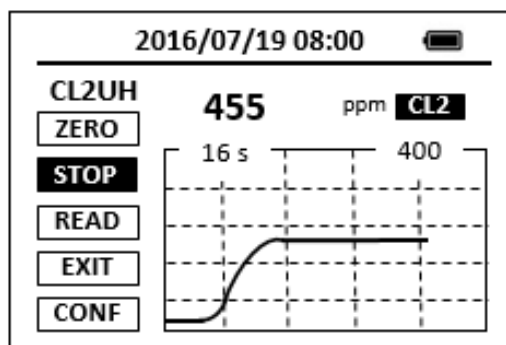 2016/07/19 08:00
CL2UH
455 ppm CL2
ZERO
16 s 400
STOP
READ
EXIT
CONF